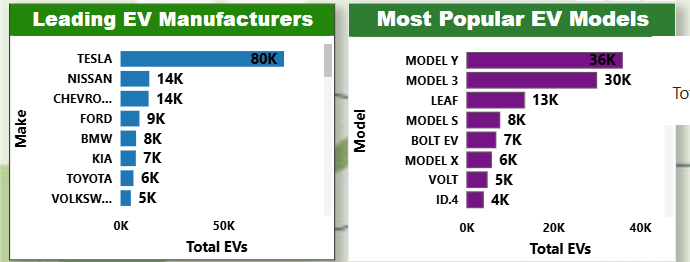 Leading EV Manufacturers
TESLA 80K
NISSAN 14K
CHEVRO... 14K
FORD 9K
BMW 8K
KIA 7K
TOYOTA 6K
VOLKSW... 5K
Make
0K 50K
Total EVs
Most Popular EV Models
MODEL Y 36K
MODEL 3 30K
LEAF 13K
MODEL S 8K
BOLT EV 7K
MODEL X 6K
VOLT 5K
ID.4 4K
Model
0K 20K 40K
Total EVs
To